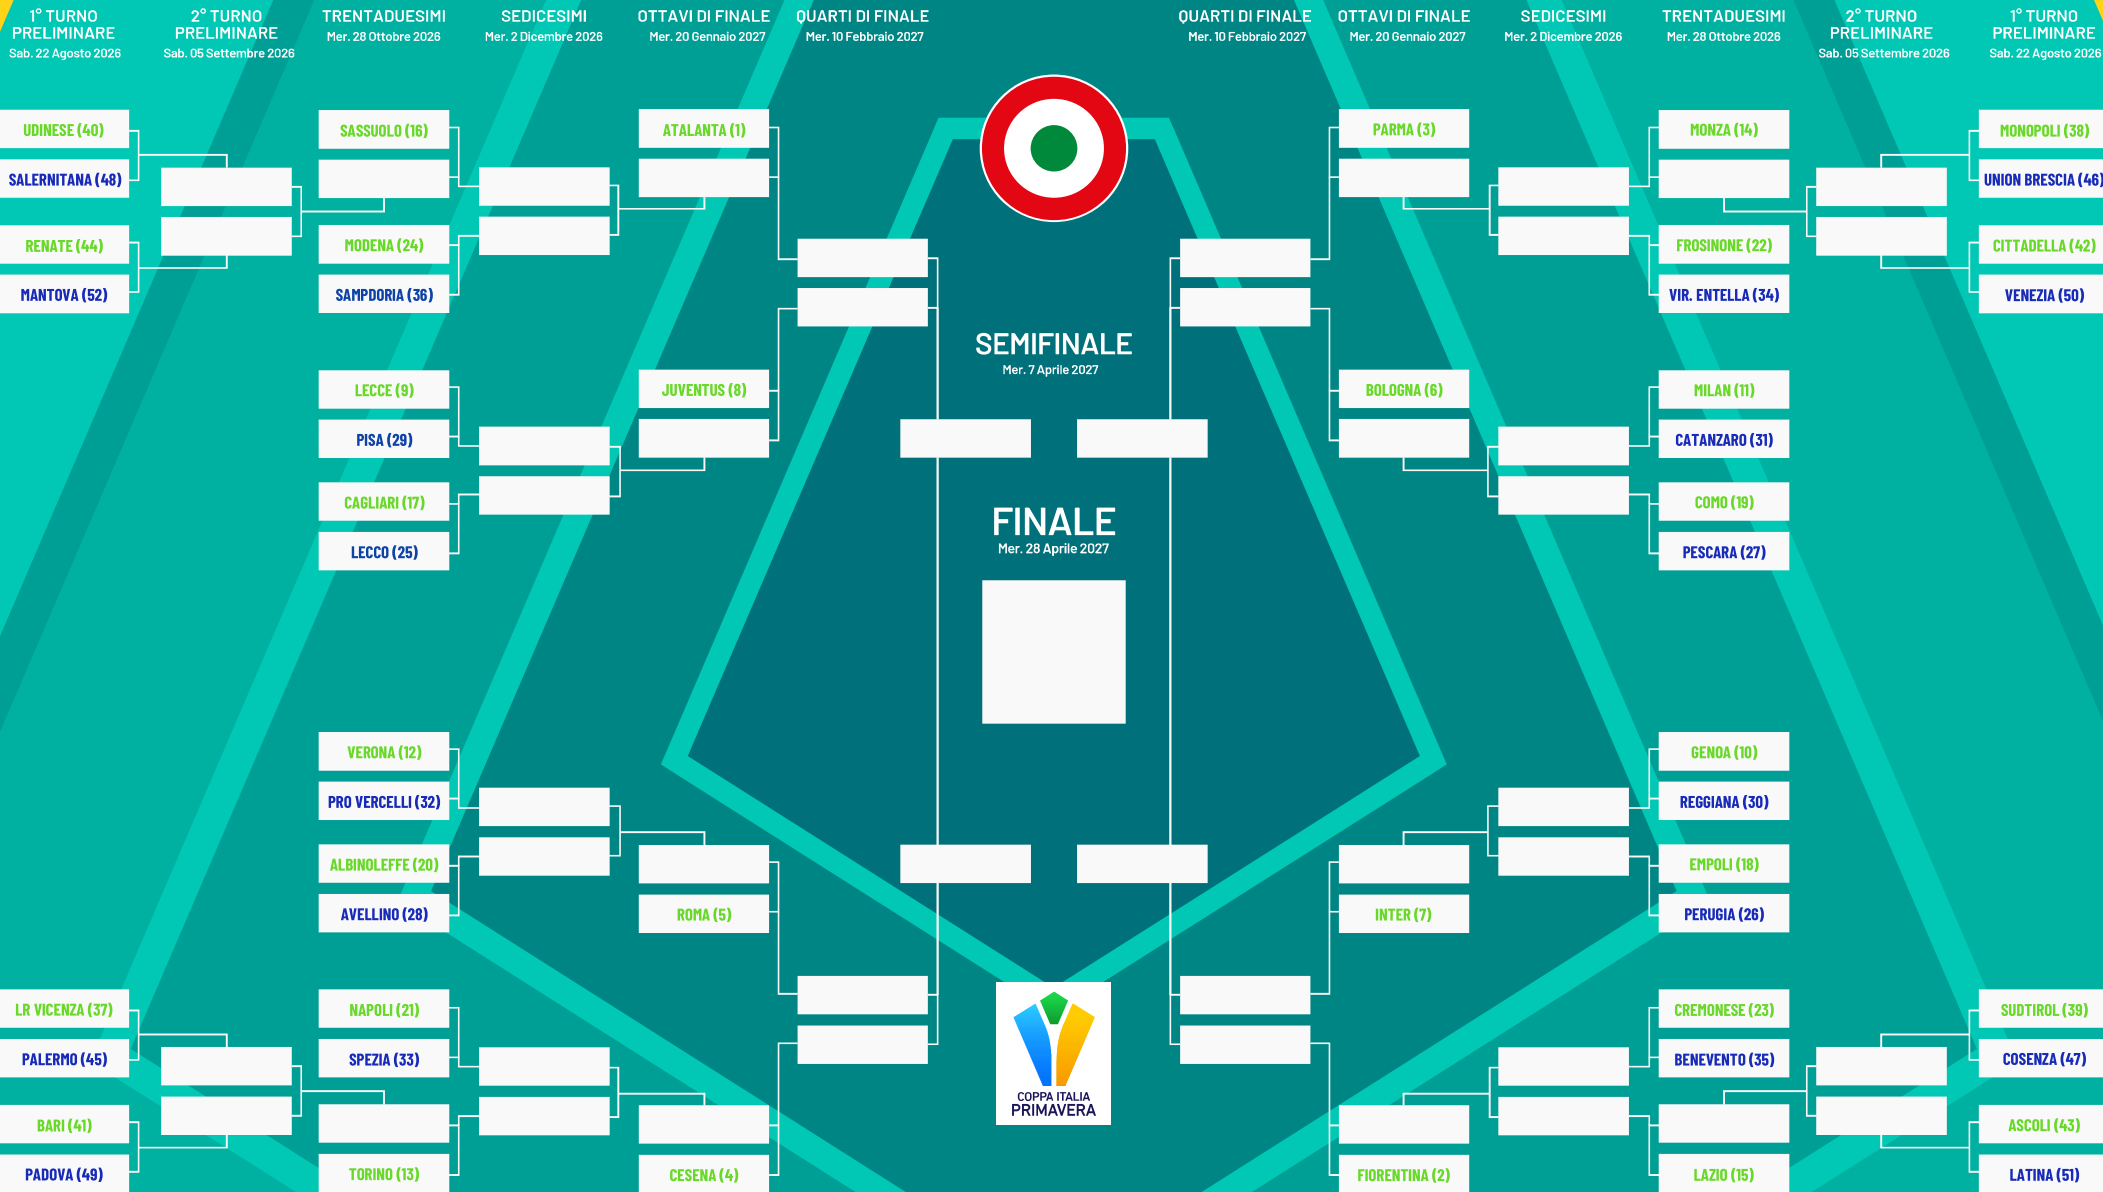 1° TURNO
PRELIMINARE
Sab. 22 Agosto 2026
2° TURNO
PRELIMINARE
Sab. 05 Settembre 2026
TRENTADUESIMI
Mer. 28 Ottobre 2026
SEDICESIMI
Mer. 2 Dicembre 2026
OTTAVI DI FINALE
Mer. 20 Gennaio 2027
QUARTI DI FINALE
Mer. 10 Febbraio 2027
QUARTI DI FINALE
Mer. 10 Febbraio 2027
OTTAVI DI FINALE
Mer. 20 Gennaio 2027
SEDICESIMI
Mer. 2 Dicembre 2026
TRENTADUESIMI
Mer. 28 Ottobre 2026
2° TURNO
PRELIMINARE
Sab. 05 Settembre 2026
1° TURNO
PRELIMINARE
Sab. 22 Agosto 2026
UDINESE (40)
SALERNITANA (48)
RENATE (44)
MANTOVA (52)
LR VICENZA (37)
PALERMO (45)
BARI (41)
PADOVA (49)
SASSUOLO (16)
MODENA (24)
SAMPDORIA (36)
LECCE (9)
PISA (29)
CAGLIARI (17)
LECCO (25)
VERONA (12)
PRO VERCELLI (32)
ALBINOLEFFE (20)
AVELLINO (28)
NAPOLI (21)
SPEZIA (33)
TORINO (13)
ATALANTA (1)
JUVENTUS (8)
ROMA (5)
CESENA (4)
SEMIFINALE
Mer. 7 Aprile 2027
FINALE
Mer. 28 Aprile 2027
COPPA ITALIA
PRIMAVERA
PARMA (3)
BOLOGNA (6)
INTER (7)
FIORENTINA (2)
MONZA (14)
FROSINONE (22)
VIR. ENTELLA (34)
MILAN (11)
CATANZARO (31)
COMO (19)
PESCARA (27)
GENOA (10)
REGGIANA (30)
EMPOLI (18)
PERUGIA (26)
CREMONESE (23)
BENEVENTO (35)
LAZIO (15)
MONOPOLI (38)
UNION BRESCIA (46)
CITTADELLA (42)
VENEZIA (50)
SUDTIROL (39)
COSENZA (47)
ASCOLI (43)
LATINA (51)